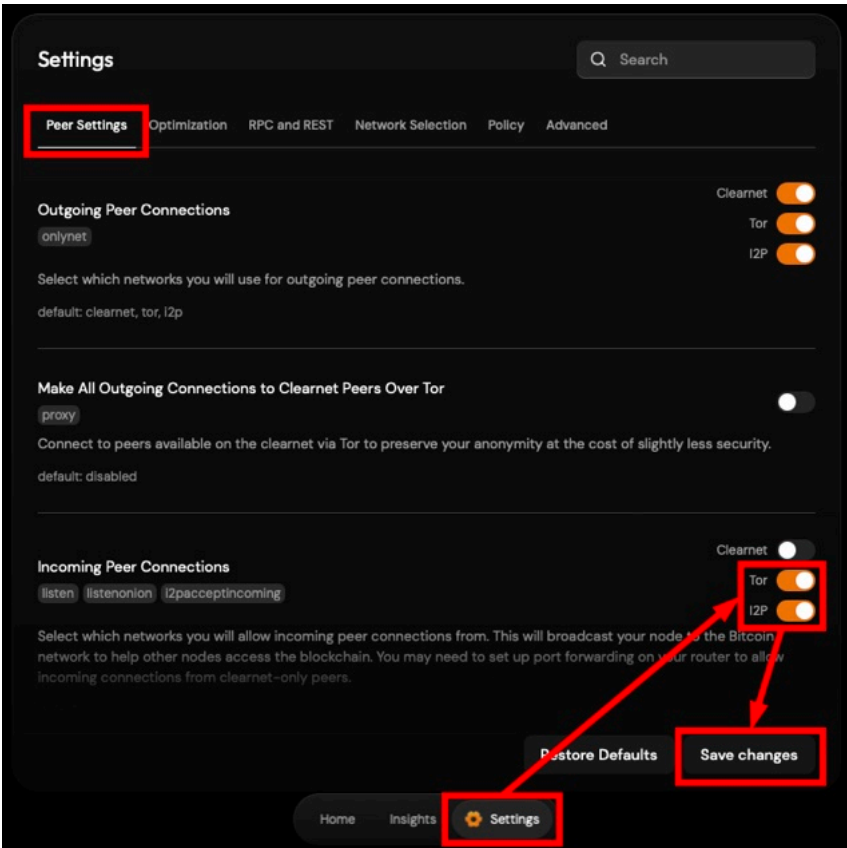 Settings
Search
Peer Settings Optimization RPC and REST Network Selection Policy Advanced
Clearnet
Outgoing Peer Connections
Tor
onlynet
I2P
Select which networks you will use for outgoing peer connections.
default: clearnet, tor, i2p
Make All Outgoing Connections to Clearnet Peers Over Tor
proxy
Connect to peers available on the clearnet via Tor to preserve your anonymity at the cost of slightly less security.
default: disabled
Clearnet
Incoming Peer Connections
Tor
listen listenonion i2pacceptincoming
I2P
Select which networks you will allow incoming peer connections from. This will broadcast your node to the Bitcoin
network to help other nodes access the blockchain. You may need to set up port forwarding on your router to allow
incoming connections from clearnet-only peers.
Restore Defaults Save changes
Home Insights Settings